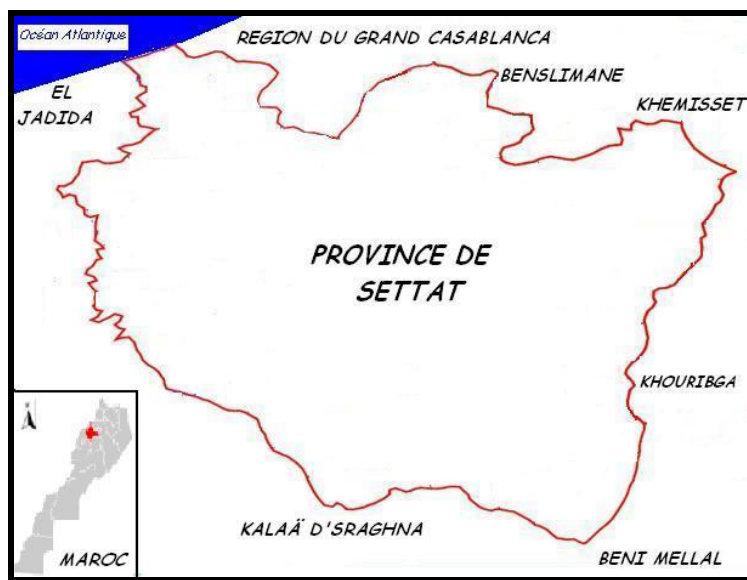 Océan Atlantique
REGION DU GRAND CASABLANCA
BENSLIMANE
EL
JADIDA
KHEMISSET
PROVINCE DE
SETTAT
KHOURIBGA
KALAÄ D'SRAGHNA
BENI MELLAL
MAROC